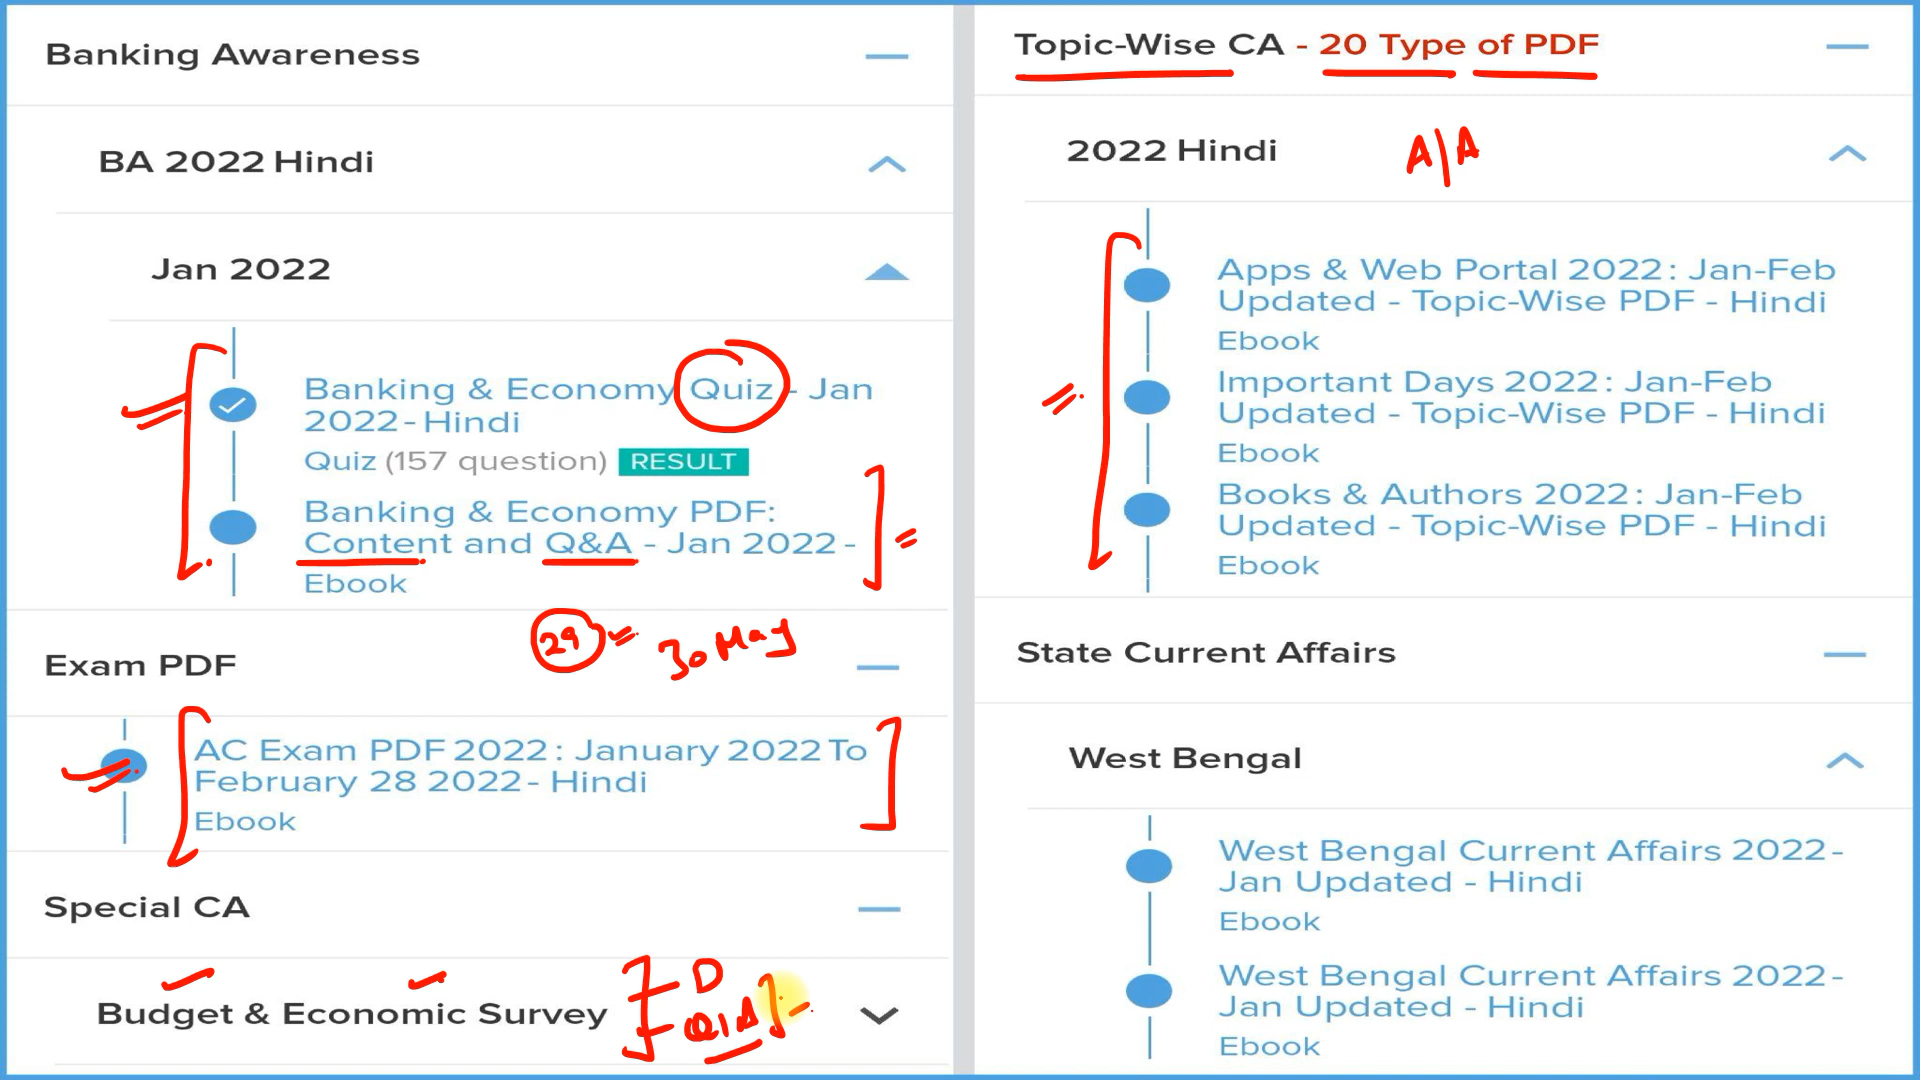 Banking Awareness
BA 2022 Hindi
Jan 2022
Banking & Economy Quiz - Jan
2022 - Hindi
Quiz (157 question) RESULT
Banking & Economy PDF:
Content and Q&A - Jan 2022 -
Ebook
29 = 30 May
Exam PDF
AC Exam PDF 2022 : January 2022 To
February 28 2022 - Hindi
Ebook
Special CA
D
Budget & Economic Survey
Q1A
Topic-Wise CA - 20 Type of PDF
2022 Hindi
A|A
Apps & Web Portal 2022 : Jan-Feb
Updated - Topic-Wise PDF - Hindi
Ebook
Important Days 2022 : Jan-Feb
Updated - Topic-Wise PDF - Hindi
Ebook
Books & Authors 2022 : Jan-Feb
Updated - Topic-Wise PDF - Hindi
Ebook
State Current Affairs
West Bengal
West Bengal Current Affairs 2022 -
Jan Updated - Hindi
Ebook
West Bengal Current Affairs 2022 -
Jan Updated - Hindi
Ebook